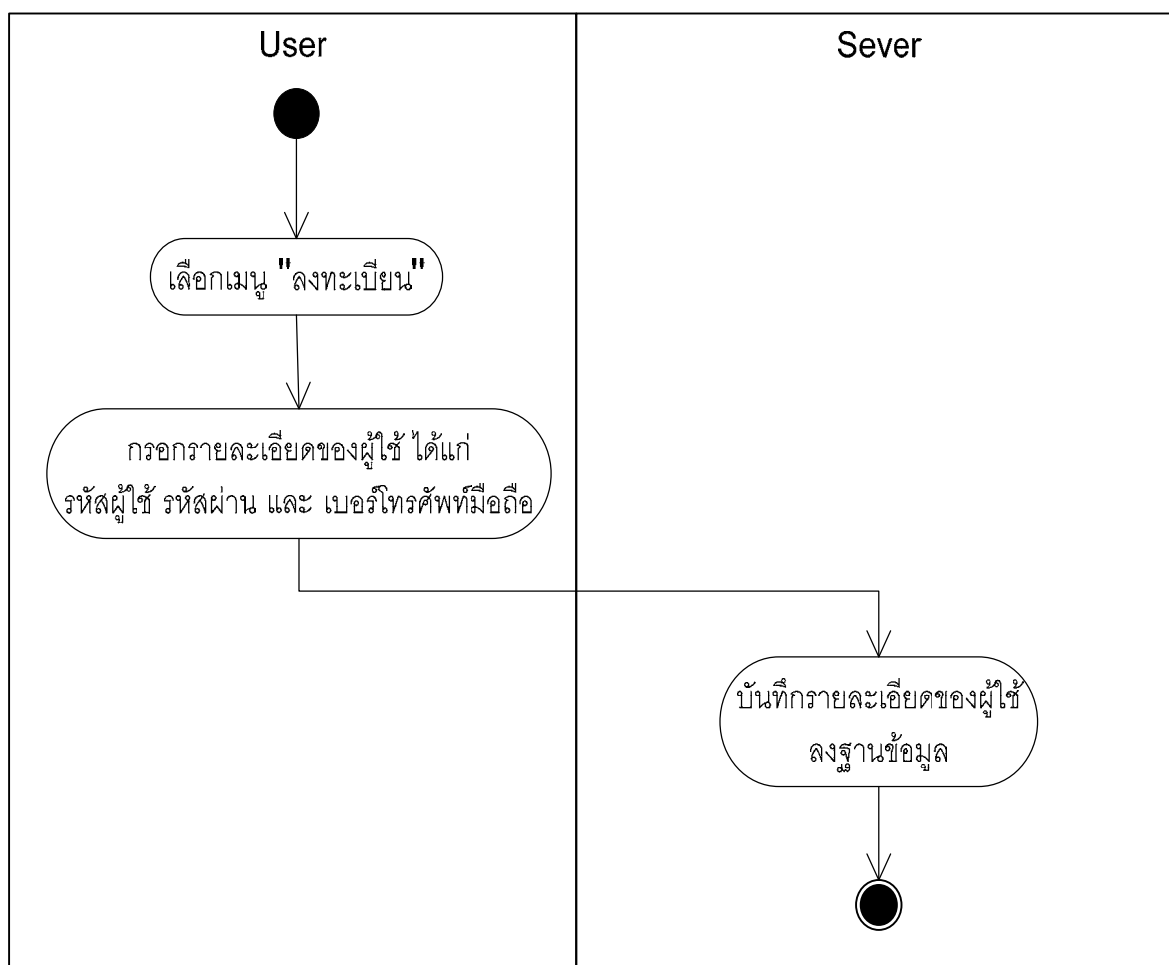 User
Sever
เลือกเมนู "ลงทะเบียน"
กรอกรายละเอียดของผู้ใช้ ได้แก่
รหัสผู้ใช้ รหัสผ่าน และ เบอร์โทรศัพท์มือถือ
บันทึกรายละเอียดของผู้ใช้
ลงฐานข้อมูล